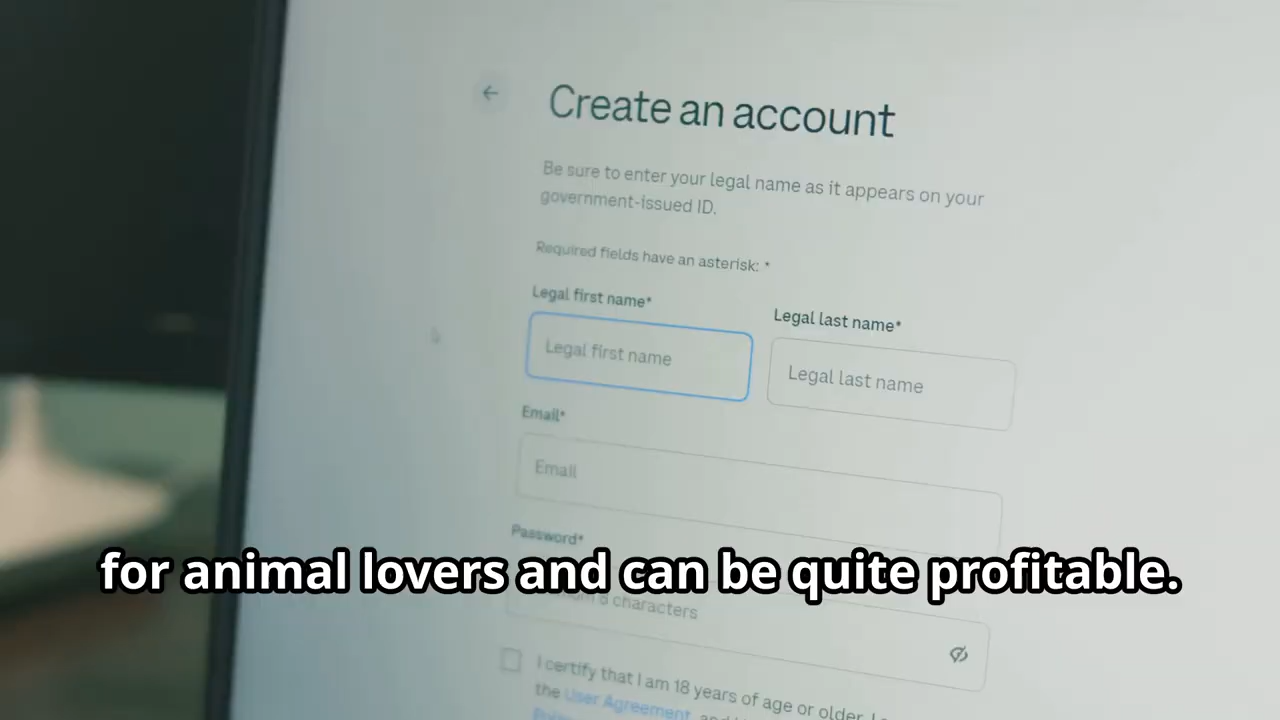 Create an account
Be sure to enter your legal name as it appears on your
government-issued ID.
Required fields have an asterisk: *
Legal first name*
Legal last name*
Legal first name
Legal last name
Email*
Email
Password*
for animal lovers and can be quite profitable.
characters
I certify that I am 18 years of age or older, I
the User Agreement, and